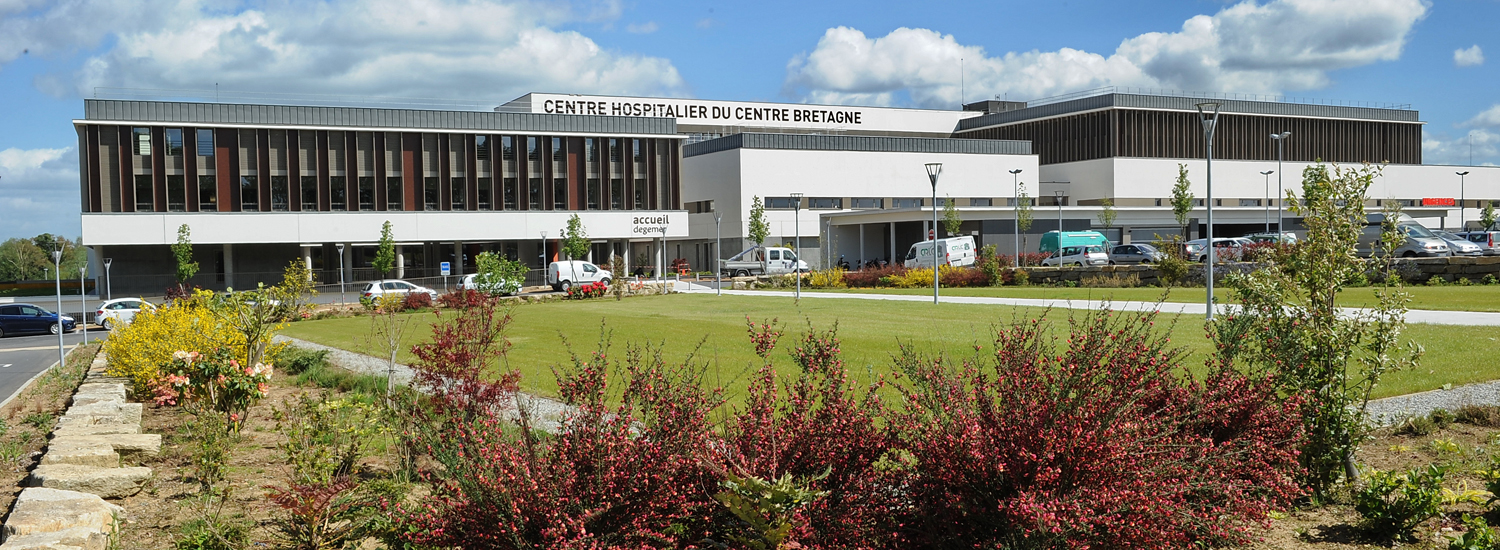 CENTRE HOSPITALIER DU CENTRE BRETAGNE
accueil
degemer